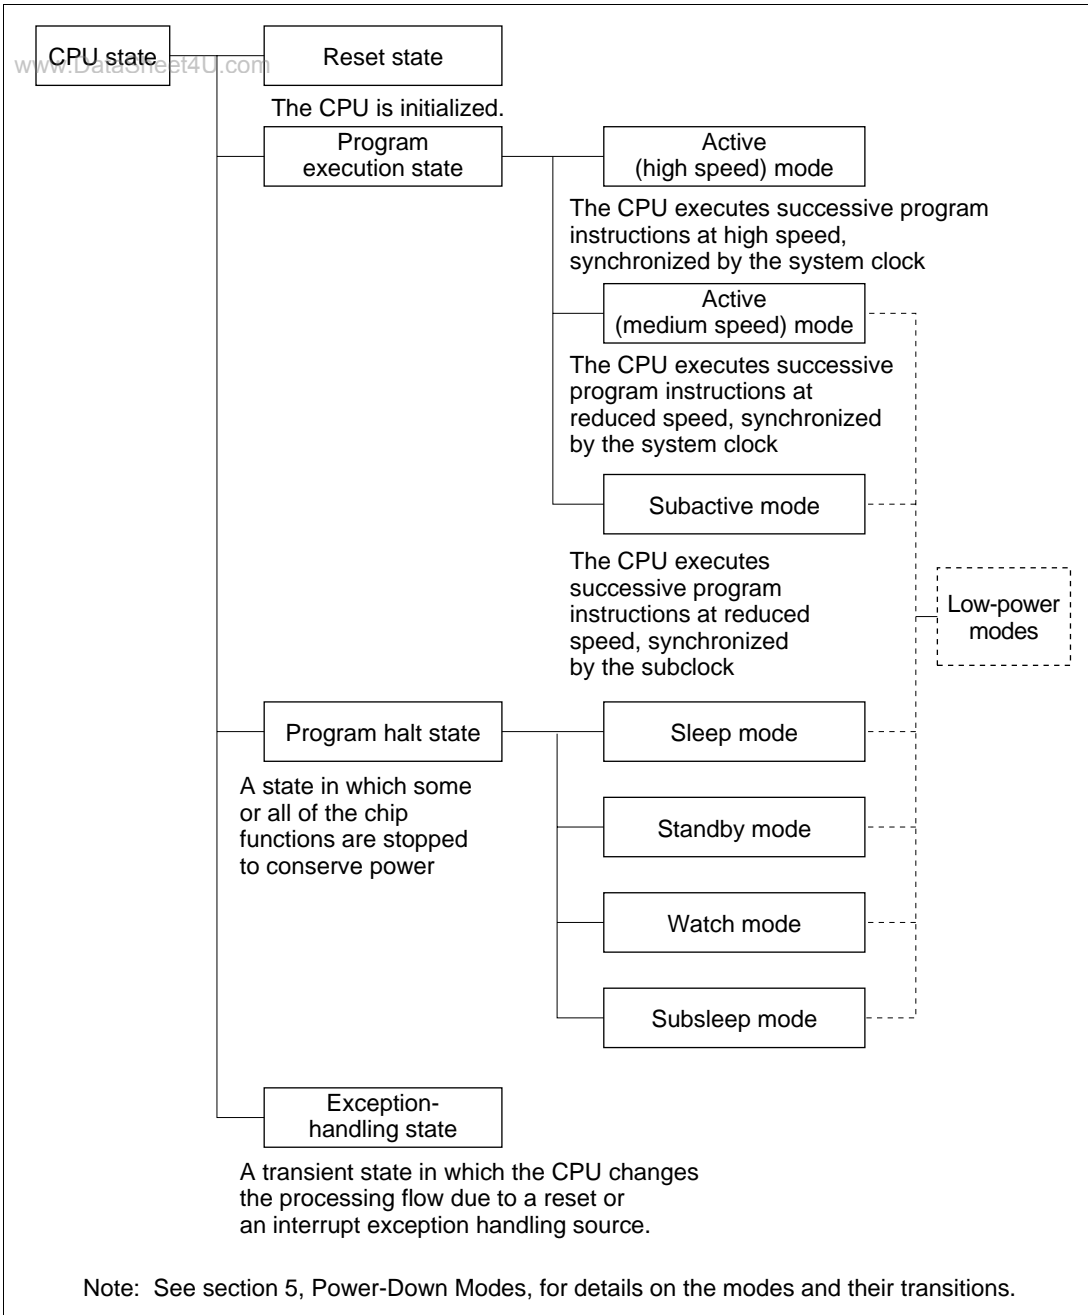 CPU state
www.DataSheet4U.com
Reset state
The CPU is initialized.
Program
execution state
Active
(high speed) mode
The CPU executes successive program
instructions at high speed,
synchronized by the system clock
Active
(medium speed) mode
The CPU executes successive
program instructions at
reduced speed, synchronized
by the system clock
Subactive mode
The CPU executes
successive program
instructions at reduced
speed, synchronized
by the subclock
Low-power
modes
Program halt state
A state in which some
or all of the chip
functions are stopped
to conserve power
Sleep mode
Standby mode
Watch mode
Subsleep mode
Exception-
handling state
A transient state in which the CPU changes
the processing flow due to a reset or
an interrupt exception handling source.
Note: See section 5, Power-Down Modes, for details on the modes and their transitions.